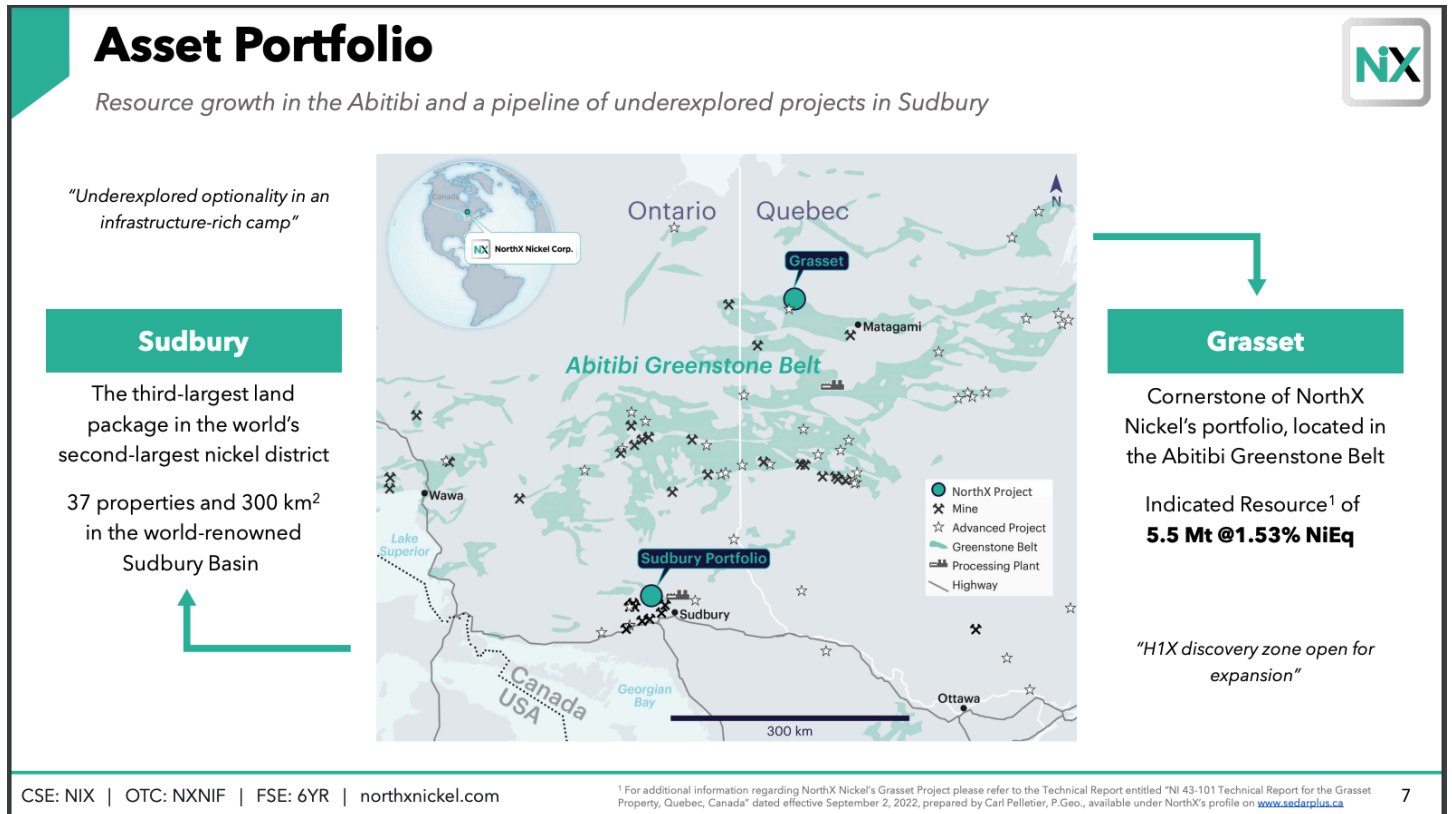 Asset Portfolio
NiX
Resource growth in the Abitibi and a pipeline of underexplored projects in Sudbury
“Underexplored optionality in an
infrastructure-rich camp”
Sudbury
The third-largest land
package in the world’s
second-largest nickel district
37 properties and 300 km²
in the world-renowned
Sudbury Basin
Canada
NX NorthX Nickel Corp.
Ontario
Quebec
N
Grasset
Matagami
Abitibi Greenstone Belt
Wawa
Lake
Superior
Sudbury Portfolio
Sudbury
Canada
USA
Georgian
Bay
Ottawa
300 km
NorthX Project
Mine
Advanced Project
Greenstone Belt
Processing Plant
Highway
Grasset
Cornerstone of NorthX
Nickel’s portfolio, located in
the Abitibi Greenstone Belt
Indicated Resource¹ of
5.5 Mt @1.53% NiEq
“H1X discovery zone open for
expansion”
CSE: NIX | OTC: NXNIF | FSE: 6YR | northxnickel.com
¹ For additional information regarding NorthX Nickel’s Grasset Project please refer to the Technical Report entitled “NI 43-101 Technical Report for the Grasset
Property, Quebec, Canada” dated effective September 2, 2022, prepared by Carl Pelletier, P.Geo., available under NorthX’s profile on www.sedarplus.ca
7